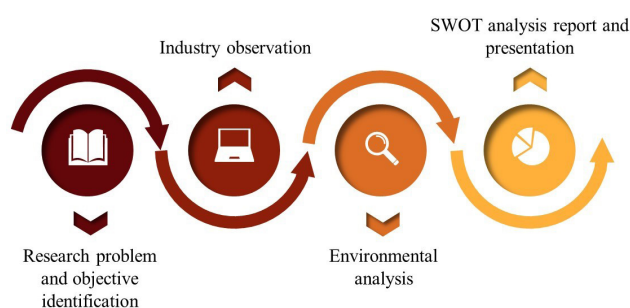 Research problem
and objective
identification
Industry observation
Environmental
analysis
SWOT analysis report and
presentation